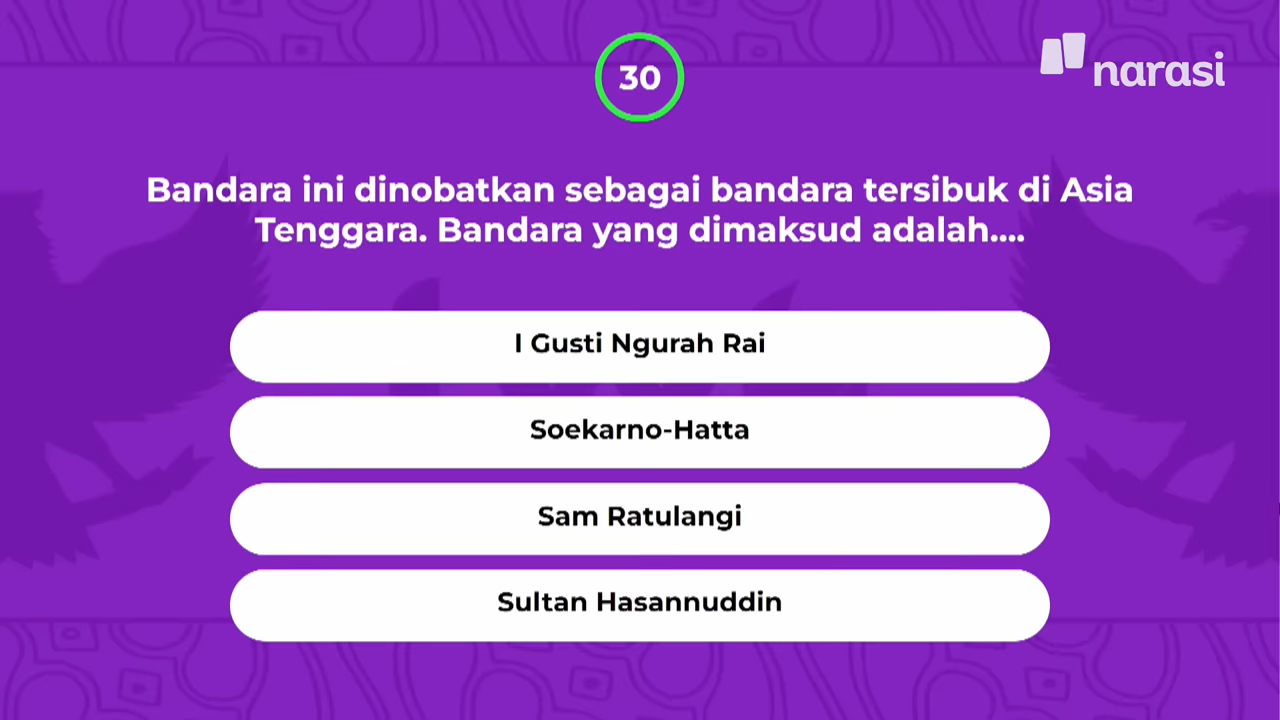 30
narasi
Bandara ini dinobatkan sebagai bandara tersibuk di Asia
Tenggara. Bandara yang dimaksud adalah....
I Gusti Ngurah Rai
Soekarno-Hatta
Sam Ratulangi
Sultan Hasannuddin